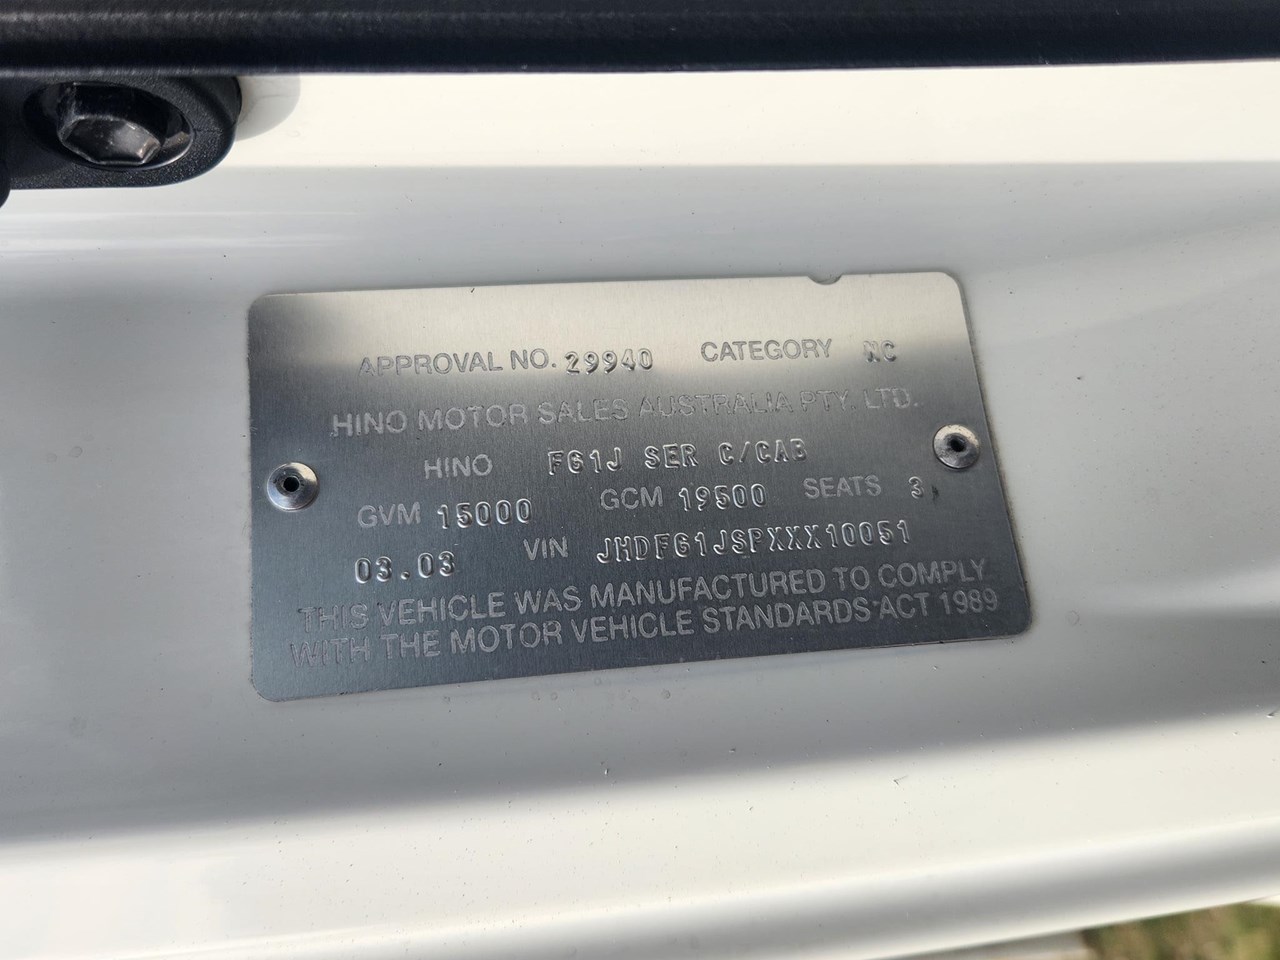 APPROVAL NO. 29940 CATEGORY NC
HINO MOTOR SALES AUSTRALIA PTY. LTD.
HINO FG1J SER C/CAB
GVM 15000 GCM 19500 SEATS 3
03.03 VIN JHDFG1JSPXXX10051
THIS VEHICLE WAS MANUFACTURED TO COMPLY
WITH THE MOTOR VEHICLE STANDARDS ACT 1989